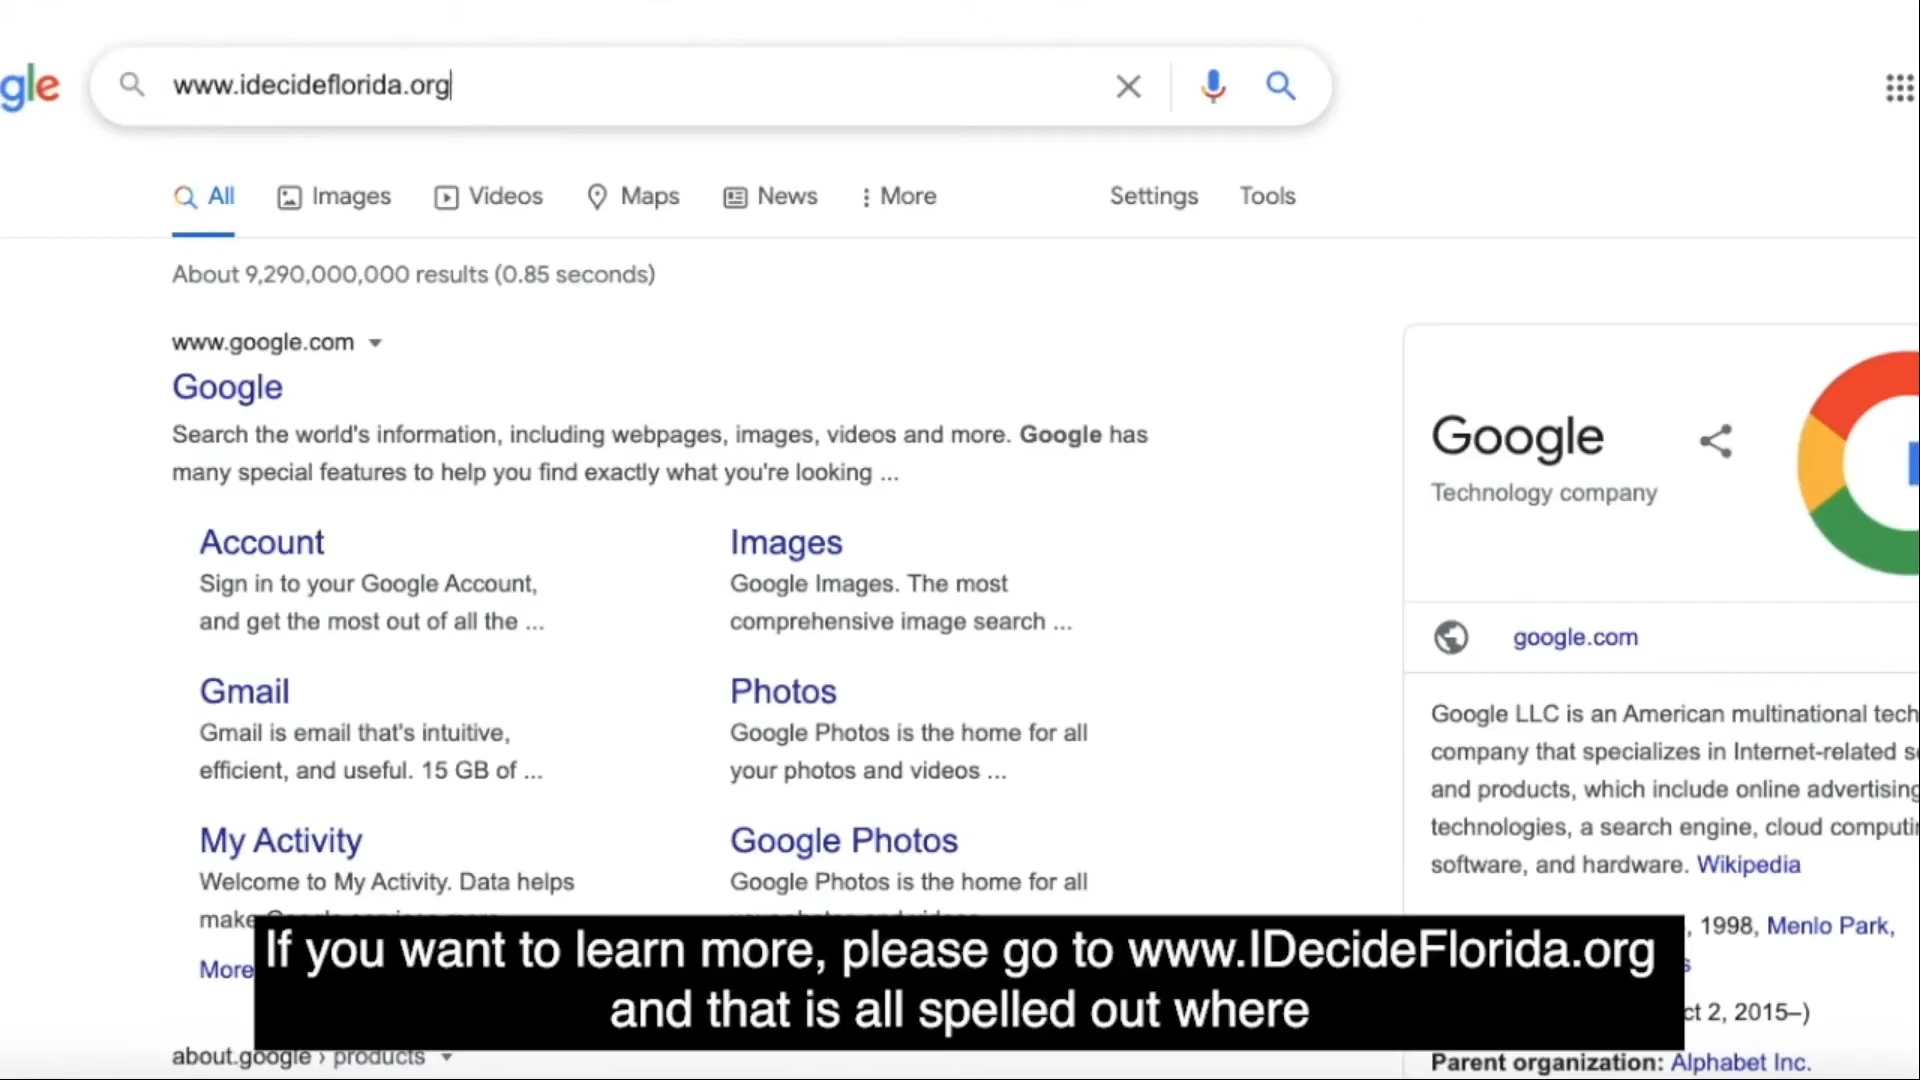 gle
www.idecideflorida.org
All Images Videos Maps News More Settings Tools
About 9,290,000,000 results (0.85 seconds)
www.google.com
Google
Search the world's information, including webpages, images, videos and more. Google has
many special features to help you find exactly what you're looking ...
Account
Sign in to your Google Account,
and get the most out of all the ...
Images
Google Images. The most
comprehensive image search ...
Gmail
Gmail is email that's intuitive,
efficient, and useful. 15 GB of ...
Photos
Google Photos is the home for all
your photos and videos ...
My Activity
Welcome to My Activity. Data helps
make
Google Photos
Google Photos is the home for all
More
about.google › products
Google
Technology company
google.com
Google LLC is an American multinational tech
company that specializes in Internet-related s
and products, which include online advertising
technologies, a search engine, cloud computi
software, and hardware. Wikipedia
, 1998, Menlo Park,
s
ct 2, 2015–)
Parent organization: Alphabet Inc.
If you want to learn more, please go to www.IDecideFlorida.org
and that is all spelled out where